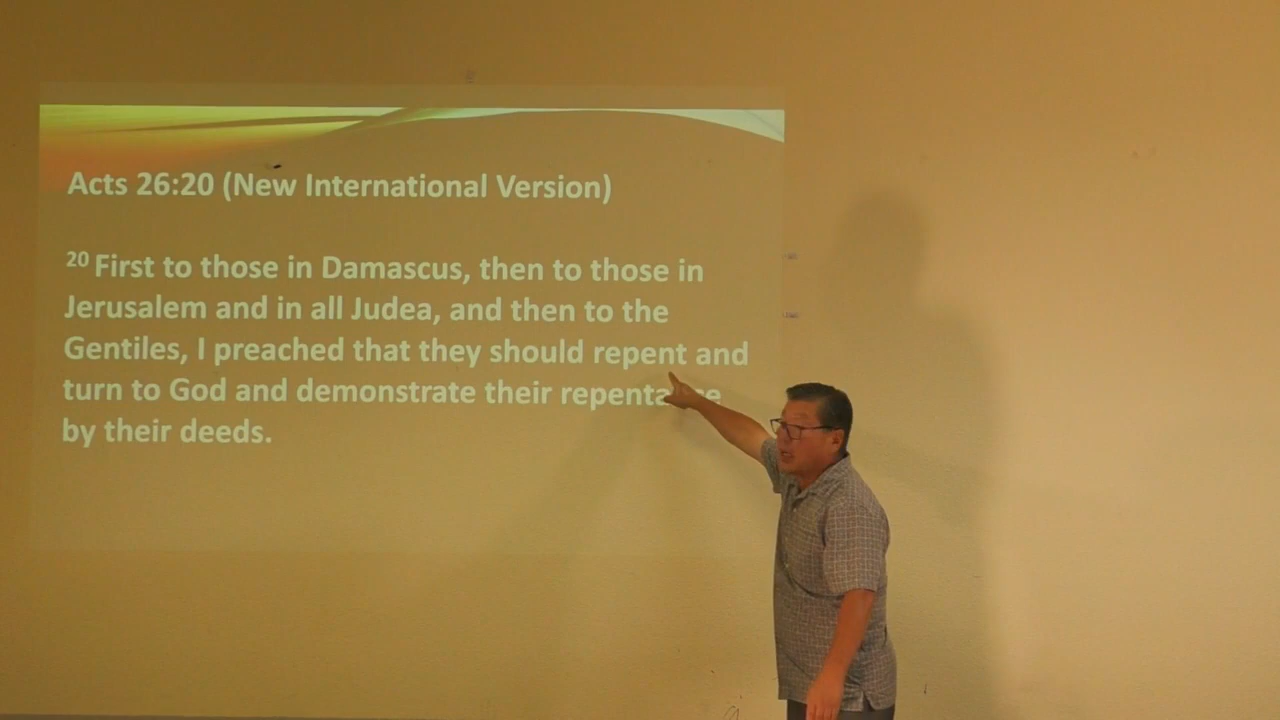 Acts 26:20 (New International Version)
20 First to those in Damascus, then to those in
Jerusalem and in all Judea, and then to the
Gentiles, I preached that they should repent and
turn to God and demonstrate their repentance
by their deeds.